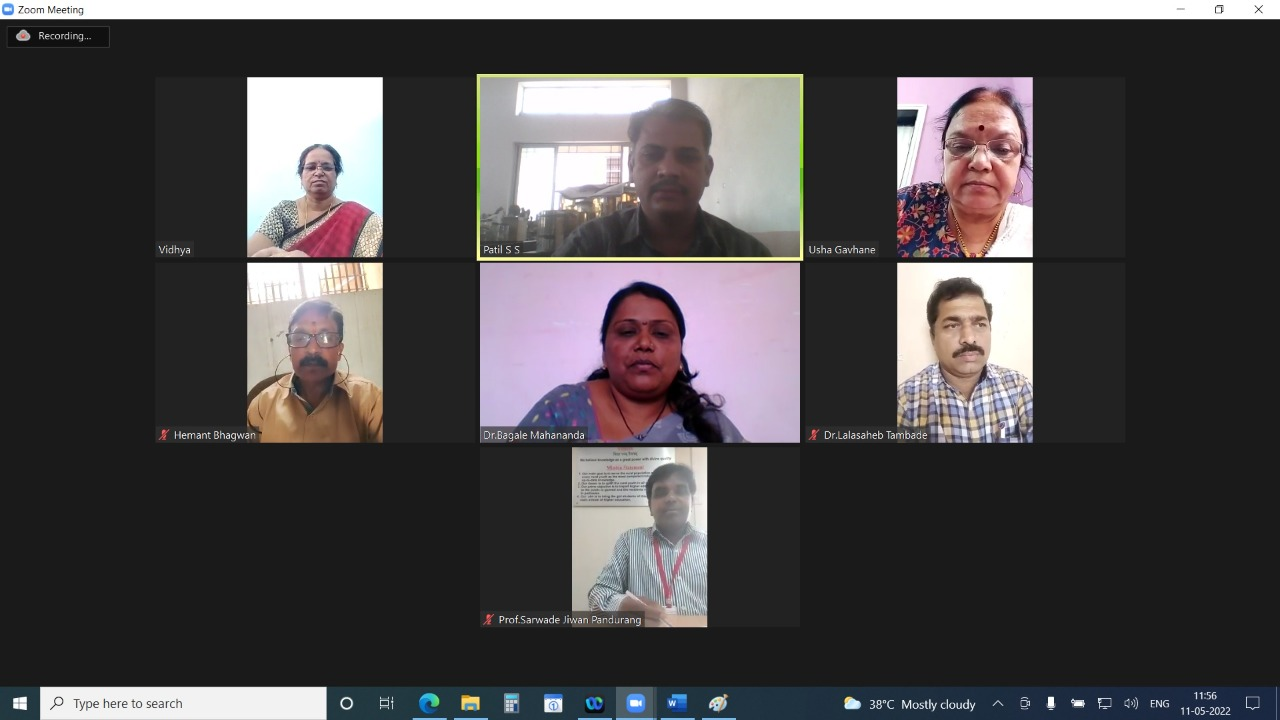 Zoom Meeting
Recording...
Vidhya
Patil S S
Usha Gavhane
Hemant Bhagwan
Dr.Bagale Mahananda
Dr.Lalasaheb Tambade
Prof.Sarwade Jiwan Pandurang
Type here to search
38°C Mostly cloudy
ENG
11:56
11-05-2022